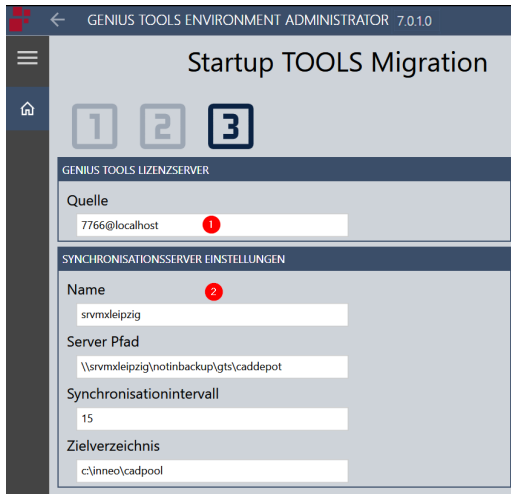 GENIUS TOOLS ENVIRONMENT ADMINISTRATOR 7.0.1.0
Startup TOOLS Migration
1 2 3
GENIUS TOOLS LIZENZSERVER
Quelle
7766@localhost 1
SYNCHRONISATIONSSERVER EINSTELLUNGEN
Name 2
srvmxleipzig
Server Pfad
\\srvmxleipzig\notinbackup\gts\caddepot
Synchronisationintervall
15
Zielverzeichnis
c:\inneo\cadpool